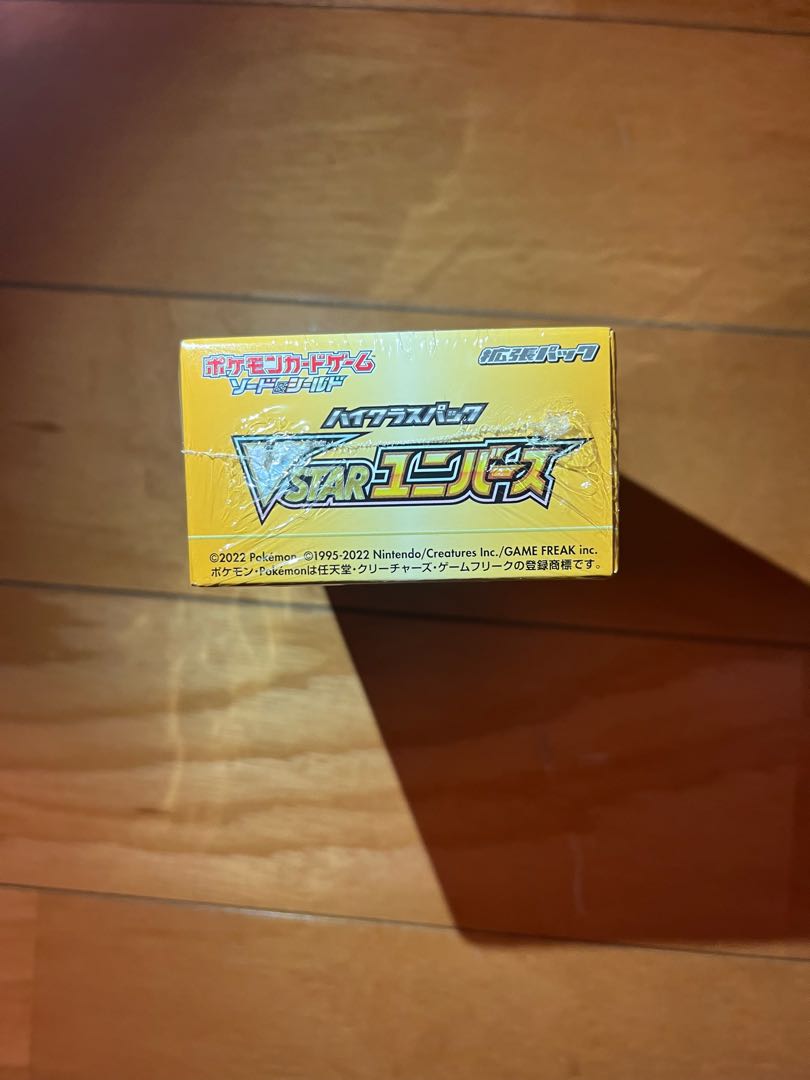 ポケモンカードゲーム 拡張パック
ソード&シールド
ハイクラスパック
VSTARユニバース
©2022 Pokémon ©1995-2022 Nintendo/Creatures Inc./GAME FREAK inc.
ポケモン・Pokémonは任天堂・クリーチャーズ・ゲームフリークの登録商標です。